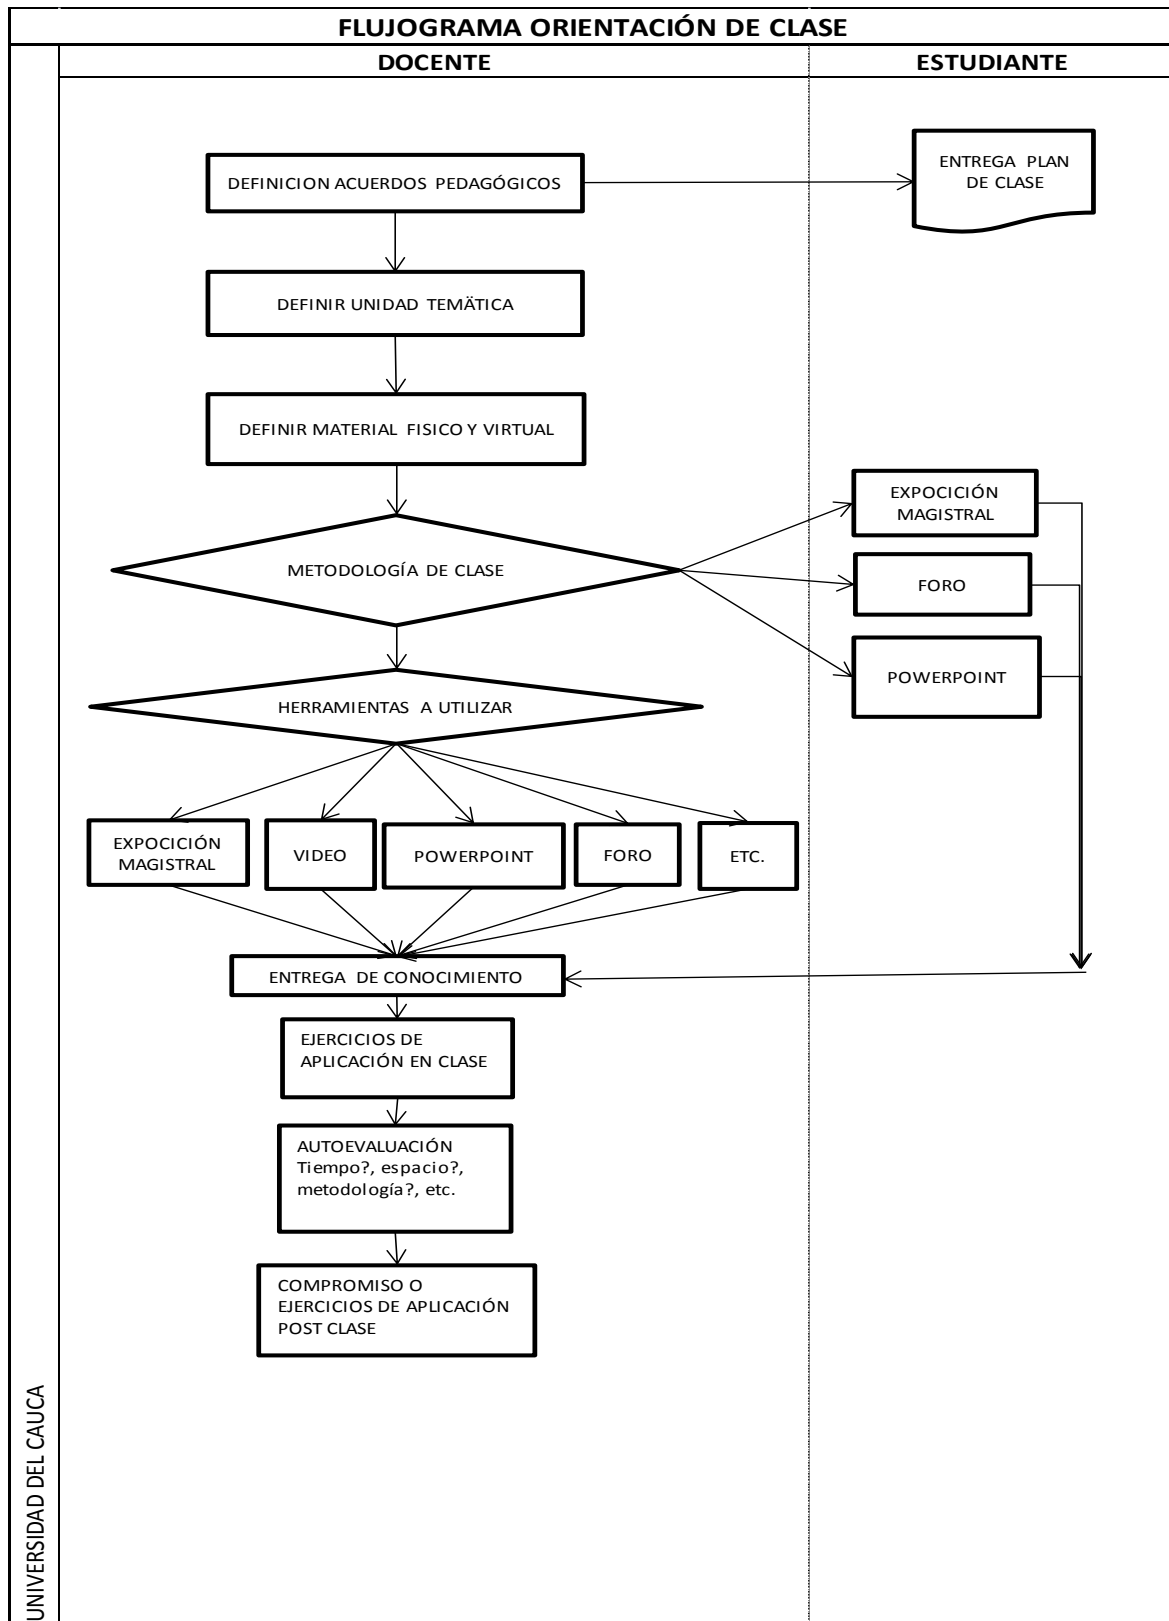 FLUJOGRAMA ORIENTACIÓN DE CLASE
DOCENTE
ESTUDIANTE
DEFINICION ACUERDOS PEDAGÓGICOS
ENTREGA PLAN
DE CLASE
DEFINIR UNIDAD TEMÄTICA
DEFINIR MATERIAL FISICO Y VIRTUAL
EXPOCICIÓN
MAGISTRAL
METODOLOGÍA DE CLASE
FORO
POWERPOINT
HERRAMIENTAS A UTILIZAR
EXPOCICIÓN
MAGISTRAL
VIDEO
POWERPOINT
FORO
ETC.
ENTREGA DE CONOCIMIENTO
EJERCICIOS DE
APLICACIÓN EN CLASE
AUTOEVALUACIÓN
Tiempo?, espacio?,
metodología?, etc.
COMPROMISO O
EJERCICIOS DE APLICACIÓN
POST CLASE
UNIVERSIDAD DEL CAUCA